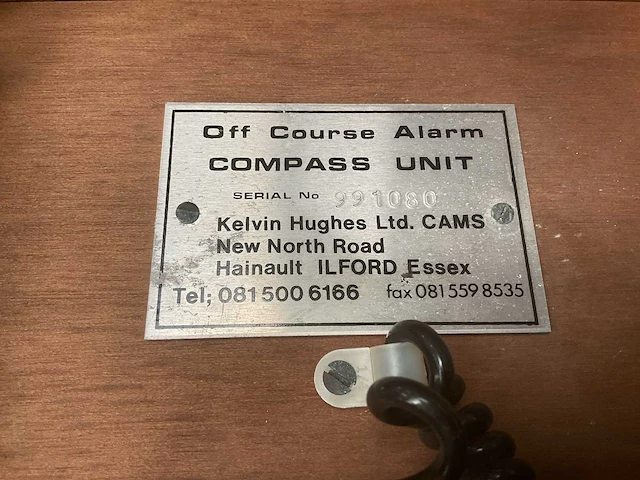 Off Course Alarm
COMPASS UNIT
SERIAL No 991080
Kelvin Hughes Ltd. CAMS
New North Road
Hainault ILFORD Essex
Tel; 081 500 6166 fax 081 559 8535